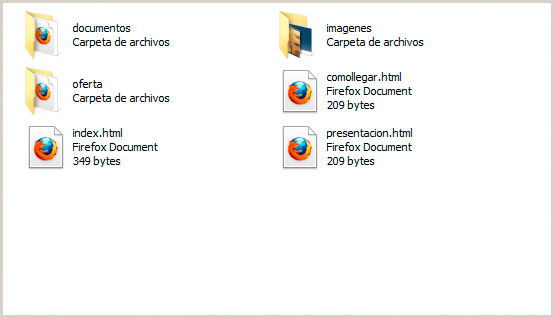 documentos
Carpeta de archivos
imagenes
Carpeta de archivos
oferta
Carpeta de archivos
comollegar.html
Firefox Document
209 bytes
index.html
Firefox Document
349 bytes
presentacion.html
Firefox Document
209 bytes